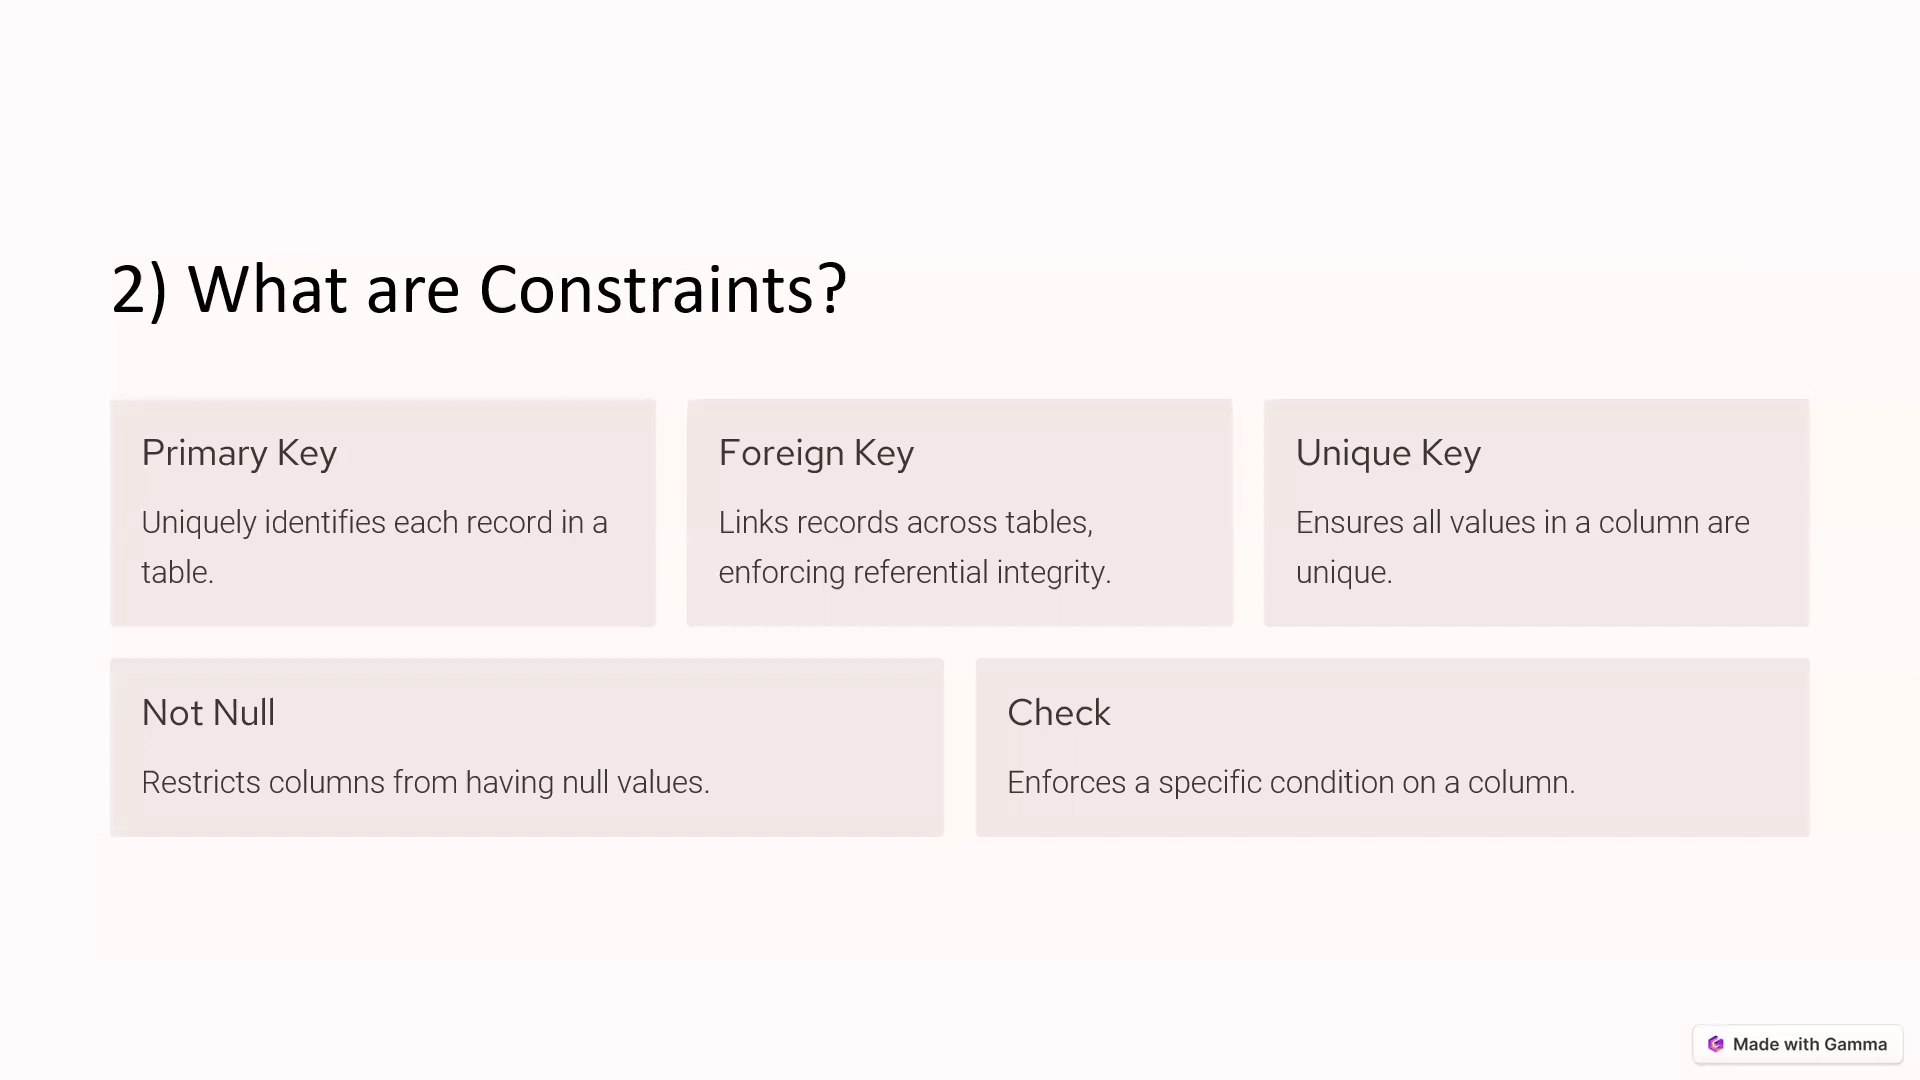 2) What are Constraints?
Primary Key
Uniquely identifies each record in a
table.
Foreign Key
Links records across tables,
enforcing referential integrity.
Unique Key
Ensures all values in a column are
unique.
Not Null
Restricts columns from having null values.
Check
Enforces a specific condition on a column.
Made with Gamma